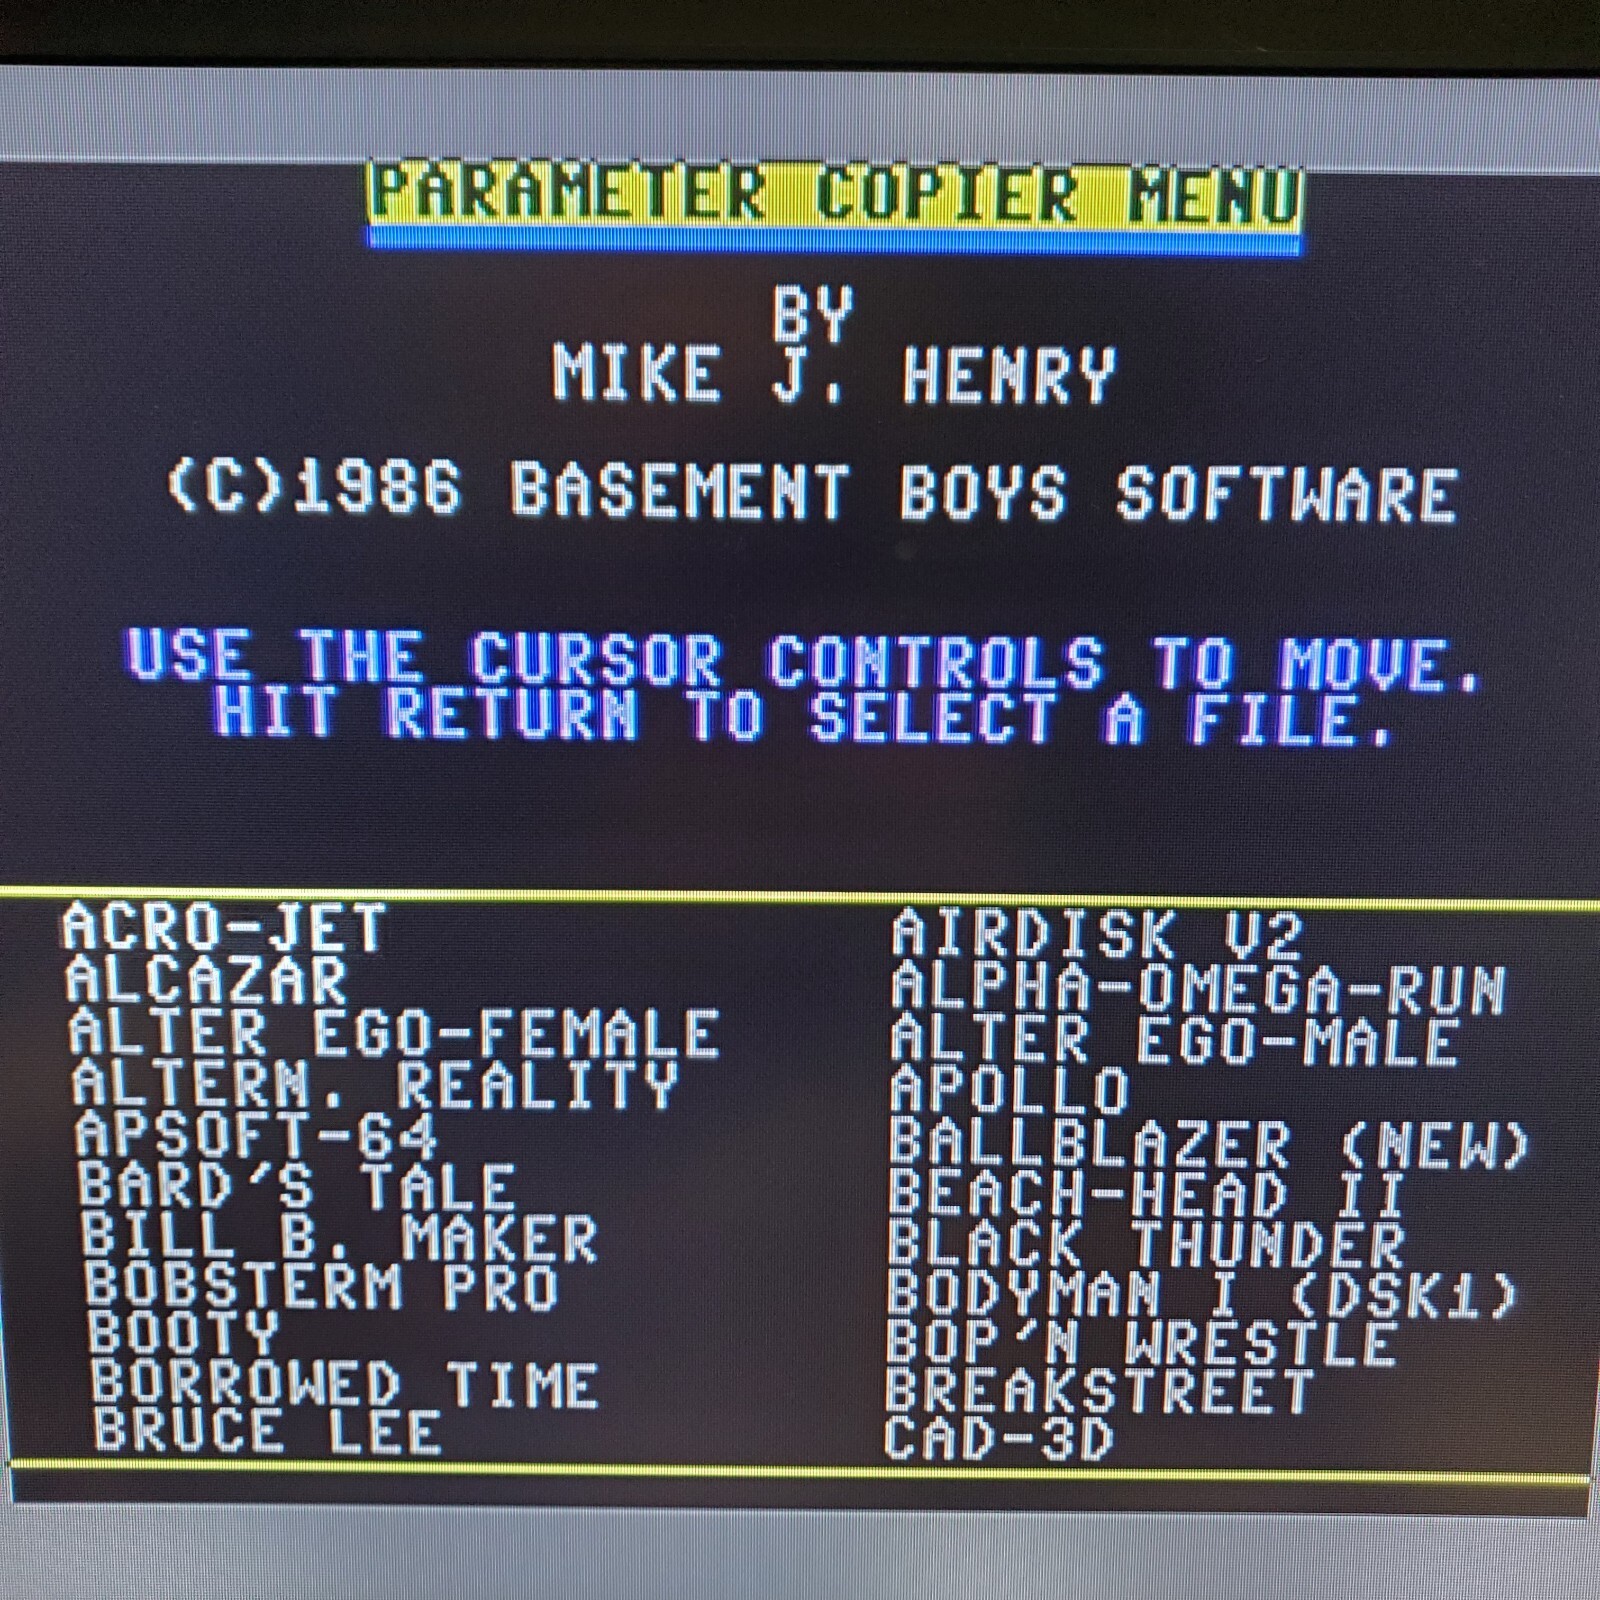 PARAMETER COPIER MENU
BY
MIKE J. HENRY
(C)1986 BASEMENT BOYS SOFTWARE
USE THE CURSOR CONTROLS TO MOVE.
HIT RETURN TO SELECT A FILE.
ACRO-JET
ALCAZAR
ALTER EGO-FEMALE
ALTERN. REALITY
APSOFT-64
BARD'S TALE
BILL B. MAKER
BOBSTERM PRO
BOOTY
BORROWED TIME
BRUCE LEE
AIRDISK V2
ALPHA-OMEGA-RUN
ALTER EGO-MALE
APOLLO
BALLBLAZER (NEW)
BEACH-HEAD II
BLACK THUNDER
BODYMAN I (DSK1)
BOP'N WRESTLE
BREAKSTREET
CAD-3D